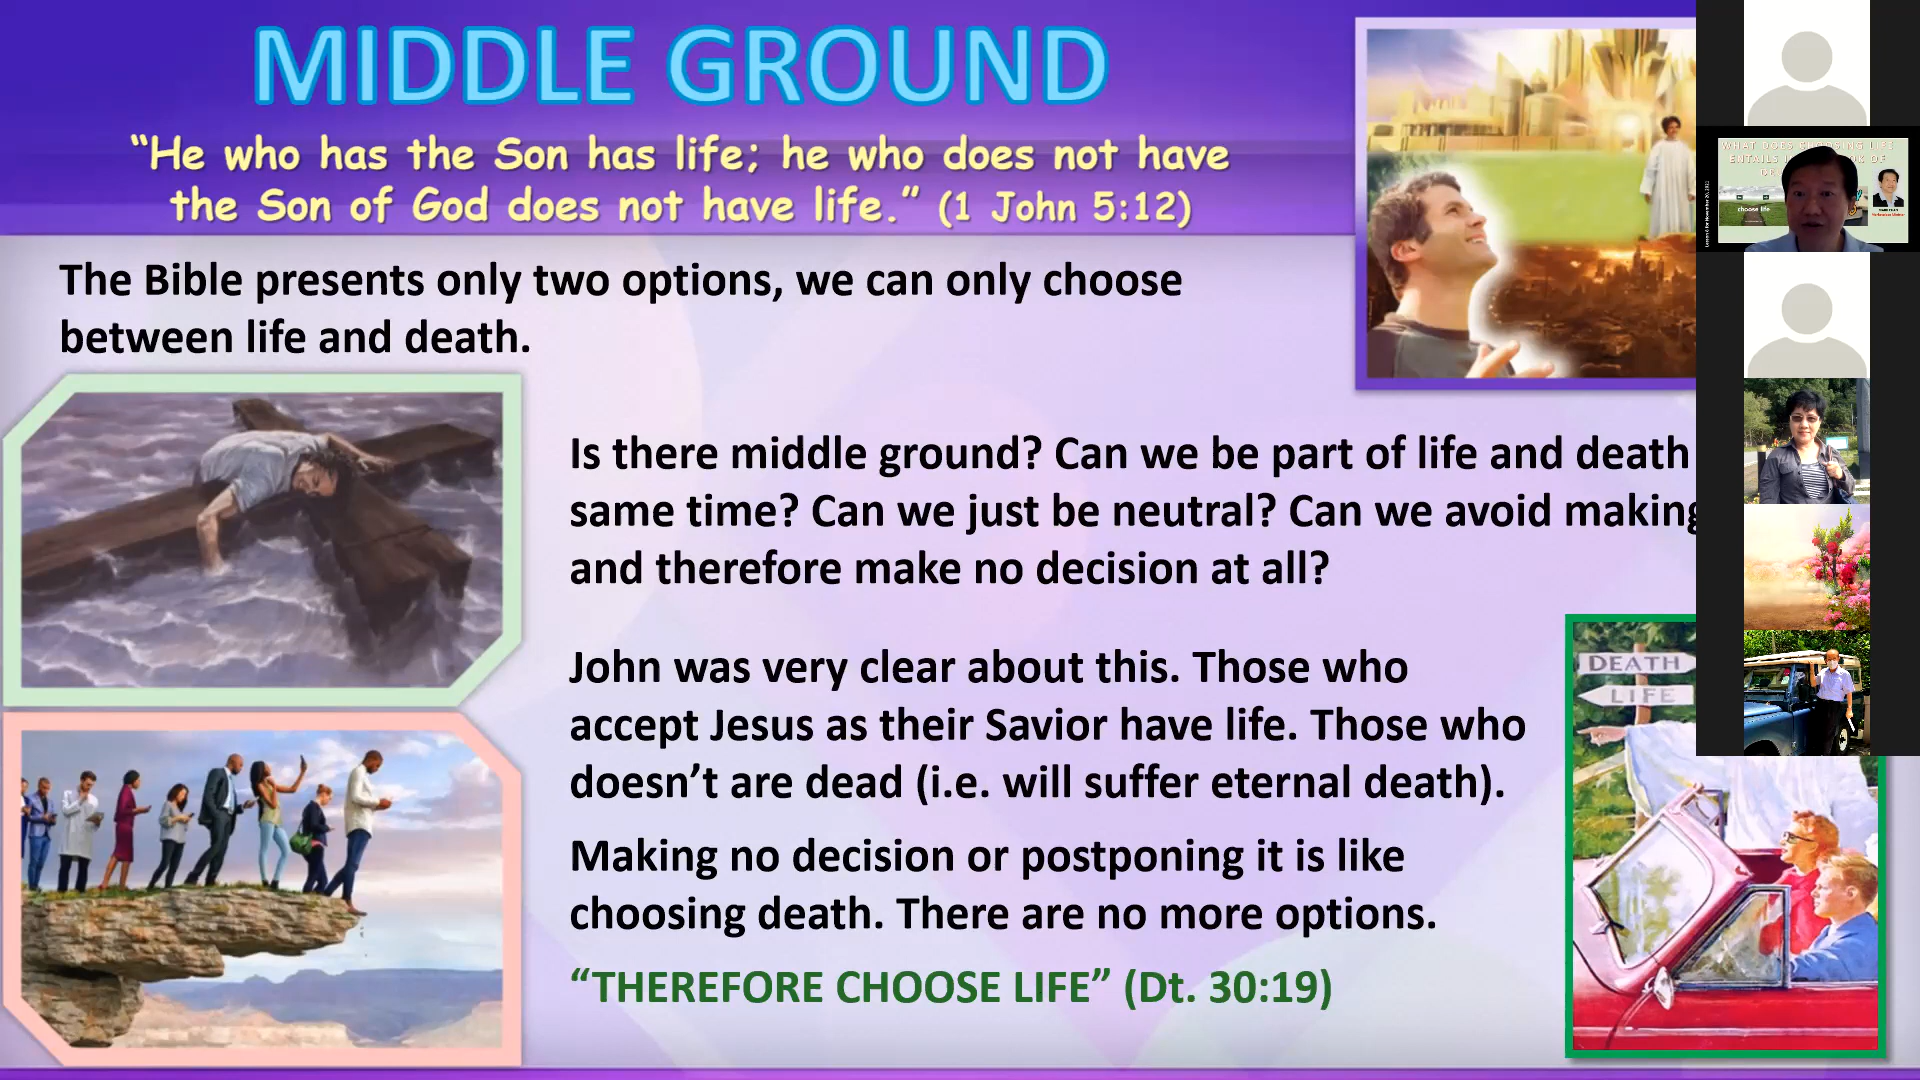 MIDDLE GROUND
“He who has the Son has life; he who does not have
the Son of God does not have life.” (1 John 5:12)
The Bible presents only two options, we can only choose
between life and death.
Is there middle ground? Can we be part of life and death
same time? Can we just be neutral? Can we avoid making
and therefore make no decision at all?
John was very clear about this. Those who
accept Jesus as their Savior have life. Those who
doesn’t are dead (i.e. will suffer eternal death).
Making no decision or postponing it is like
choosing death. There are no more options.
“THEREFORE CHOOSE LIFE” (Dt. 30:19)
DEATH
LIFE
WHAT DOES CHOOSING LIFE
ENTAILS
choose life